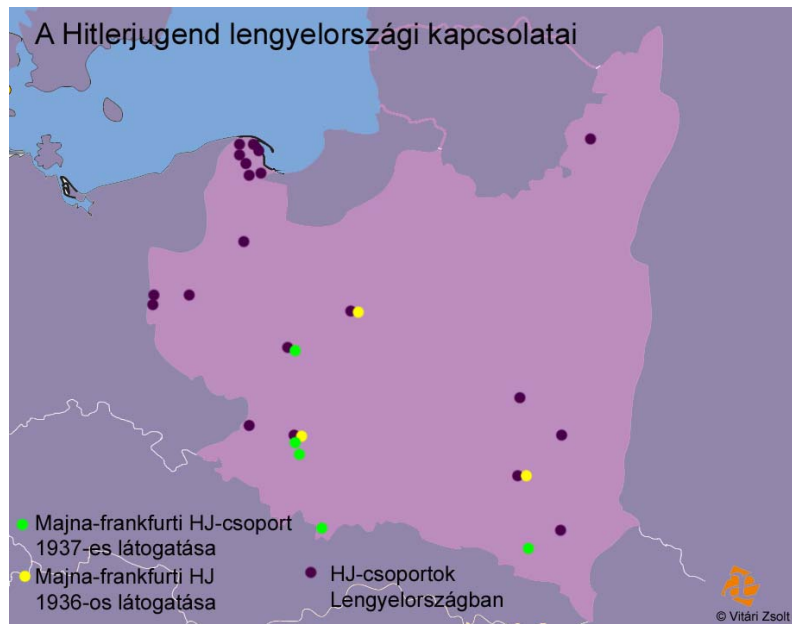 A Hitlerjugend lengyelországi kapcsolatai
Majna-frankfurti HJ-csoport
1937-es látogatása
Majna-frankfurti HJ
1936-os látogatása
HJ-csoportok
Lengyelországban
© Vitári Zsolt